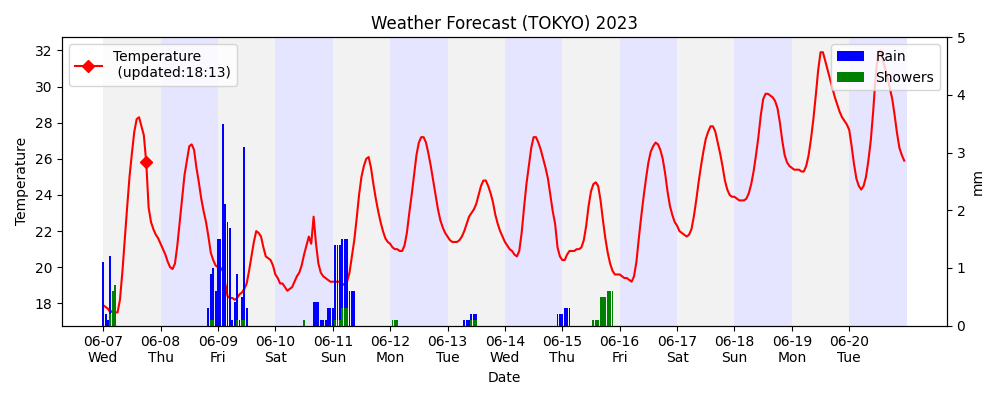 Weather Forecast (TOKYO) 2023
Temperature
(updated:18:13)
Rain
Showers
Temperature
32
30
28
26
24
22
20
18
5
4
3
2
1
0
mm
06-07 06-08 06-09 06-10 06-11 06-12 06-13 06-14 06-15 06-16 06-17 06-18 06-19 06-20
Wed Thu Fri Sat Sun Mon Tue Wed Thu Fri Sat Sun Mon Tue
Date